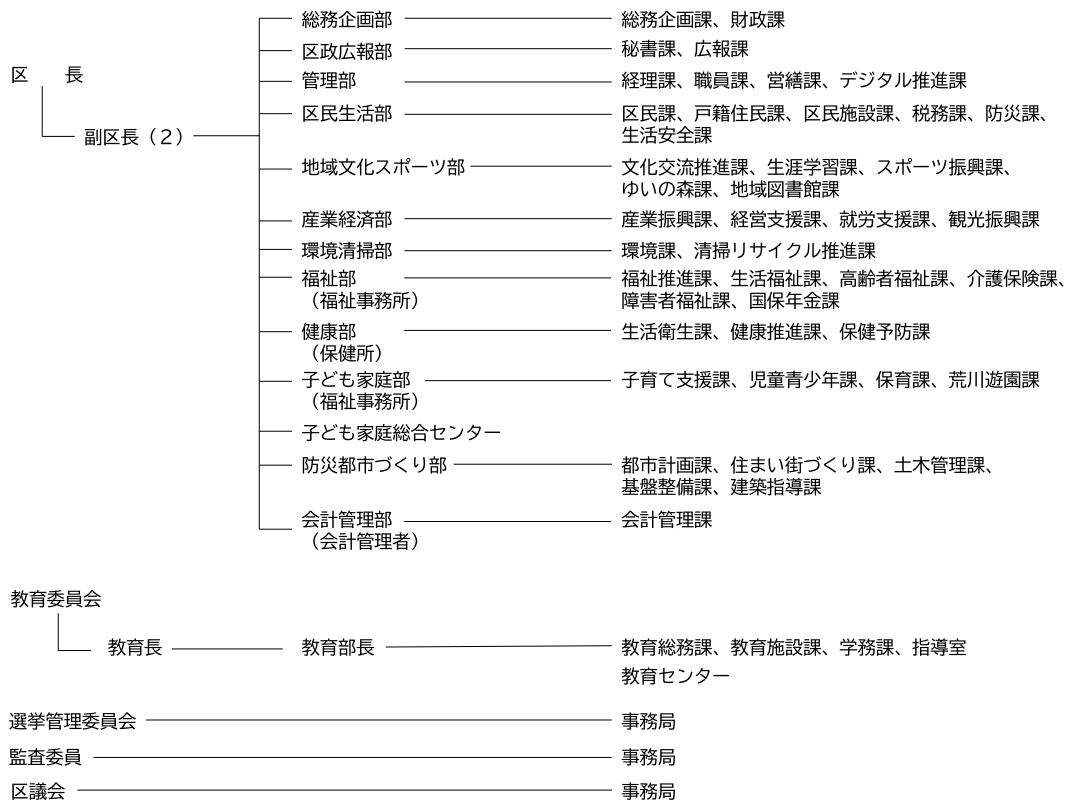 区　　長
副区長（２）
総務企画部　総務企画課、財政課
区政広報部　秘書課、広報課
管理部　経理課、職員課、営繕課、デジタル推進課
区民生活部　区民課、戸籍住民課、区民施設課、税務課、防災課、
生活安全課
地域文化スポーツ部　文化交流推進課、生涯学習課、スポーツ振興課、
ゆいの森課、地域図書館課
産業経済部　産業振興課、経営支援課、就労支援課、観光振興課
環境清掃部　環境課、清掃リサイクル推進課
福祉部　福祉推進課、生活福祉課、高齢者福祉課、介護保険課、
（福祉事務所）　障害者福祉課、国保年金課
健康部　生活衛生課、健康推進課、保健予防課
（保健所）
子ども家庭部　子育て支援課、児童青少年課、保育課、荒川遊園課
（福祉事務所）
子ども家庭総合センター
防災都市づくり部　都市計画課、住まい街づくり課、土木管理課、
基盤整備課、建築指導課
会計管理部　会計管理課
（会計管理者）
教育委員会
教育長　教育部長　教育総務課、教育施設課、学務課、指導室
教育センター
選挙管理委員会　事務局
監査委員　事務局
区議会　事務局